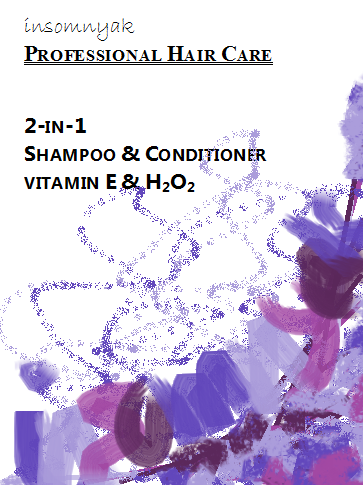 insomnyak
PROFESSIONAL HAIR CARE
2-IN-1
SHAMPOO & CONDITIONER
VITAMIN E & H₂O₂